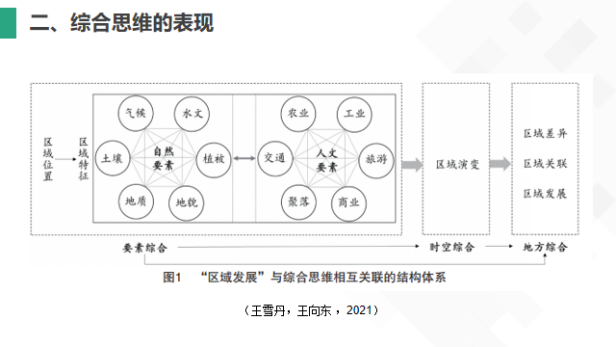 二、综合思维的表现
区域位置
区域特征
气候
水文
土壤
自然要素
植被
地质
地貌
农业
工业
交通
人文要素
旅游
聚落
商业
区域演变
区域差异
区域关联
区域发展
要素综合
时空综合
地方综合
图1 “区域发展”与综合思维相互关联的结构体系
（王雪丹，王向东，2021）